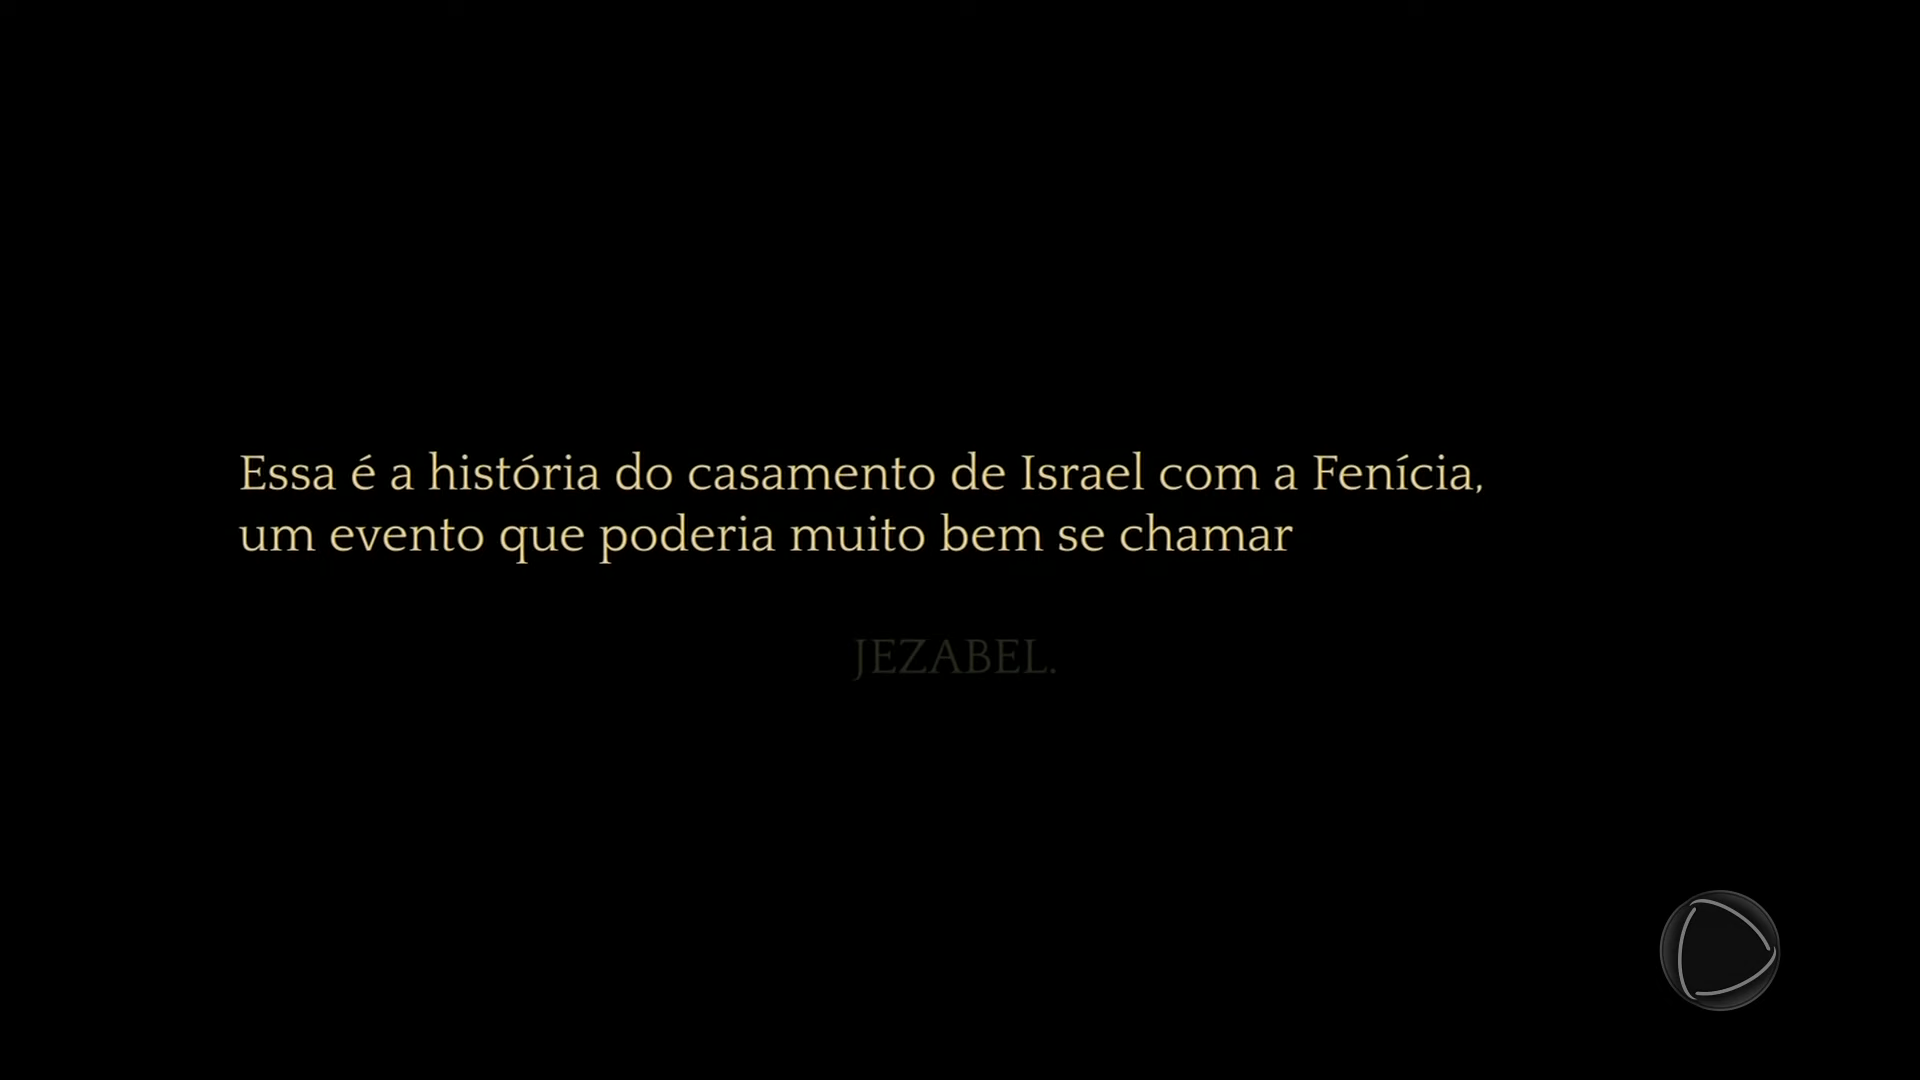 Essa é a história do casamento de Israel com a Fenícia,
um evento que poderia muito bem se chamar
JEZABEL.